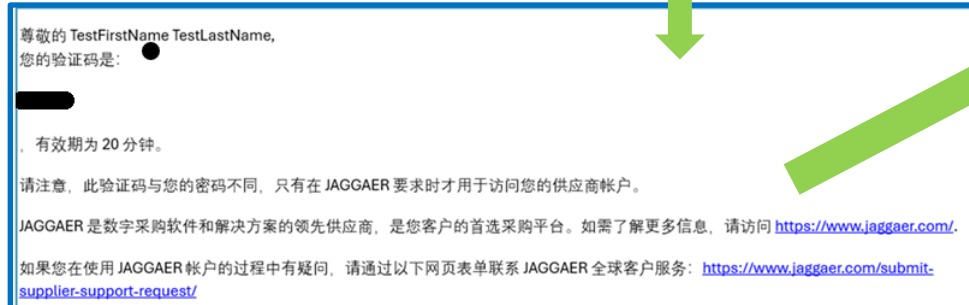 尊敬的 TestFirstName TestLastName,
您的验证码是：
，有效期为 20 分钟。
请注意，此验证码与您的密码不同，只有在 JAGGAER 要求时才用于访问您的供应商帐户。
JAGGAER 是数字采购软件和解决方案的领先供应商，是您客户的首选采购平台。如需了解更多信息，请访问 https://www.jaggaer.com/.
如果您在使用 JAGGAER 帐户的过程中有疑问，请通过以下网页表单联系 JAGGAER 全球客户服务：https://www.jaggaer.com/submit-
supplier-support-request/